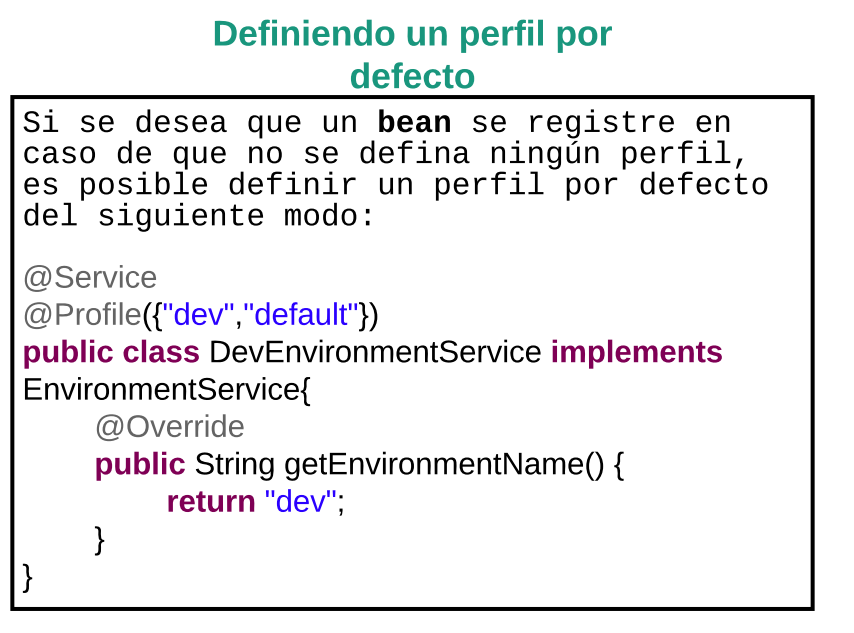 Definiendo un perfil por
defecto
Si se desea que un bean se registre en
caso de que no se defina ningún perfil,
es posible definir un perfil por defecto
del siguiente modo:
@Service
@Profile({"dev","default"})
public class DevEnvironmentService implements
EnvironmentService{
@Override
public String getEnvironmentName() {
return "dev";
}
}